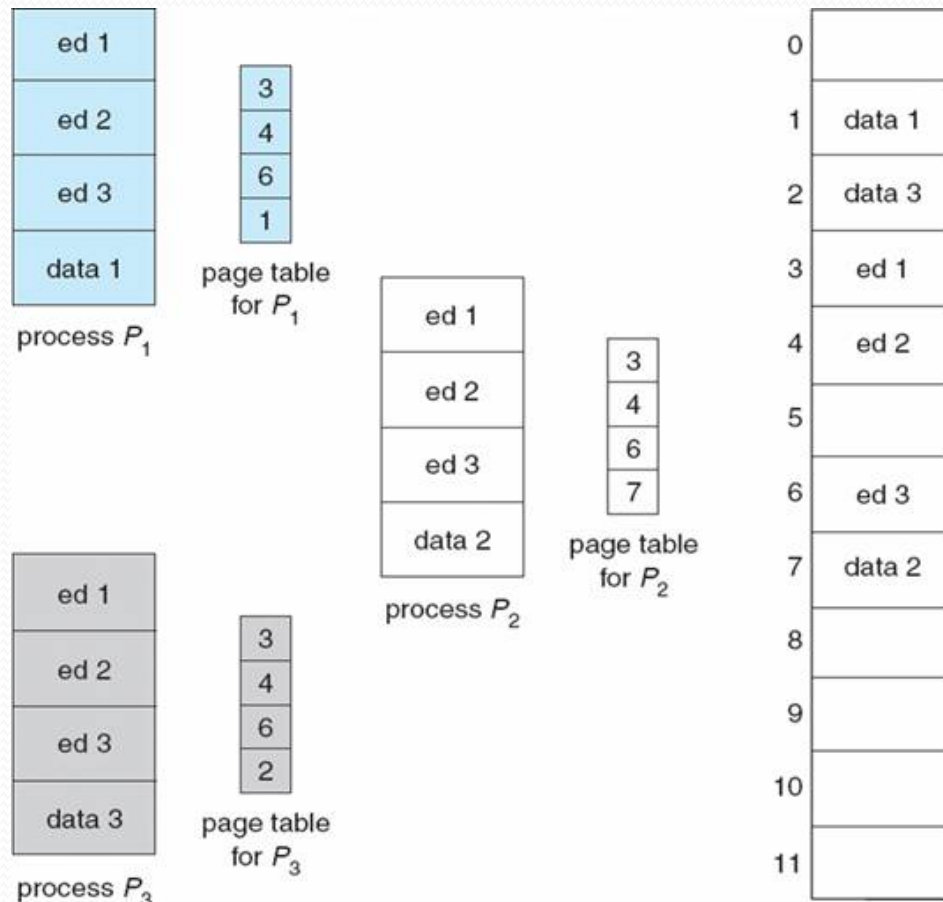 ed 1
ed 2
ed 3
data 1
process P1
3
4
6
1
page table
for P1
ed 1
ed 2
ed 3
data 2
process P2
3
4
6
7
page table
for P2
ed 1
ed 2
ed 3
data 3
process P3
3
4
6
2
page table
for P3
0
1 data 1
2 data 3
3 ed 1
4 ed 2
5
6 ed 3
7 data 2
8
9
10
11